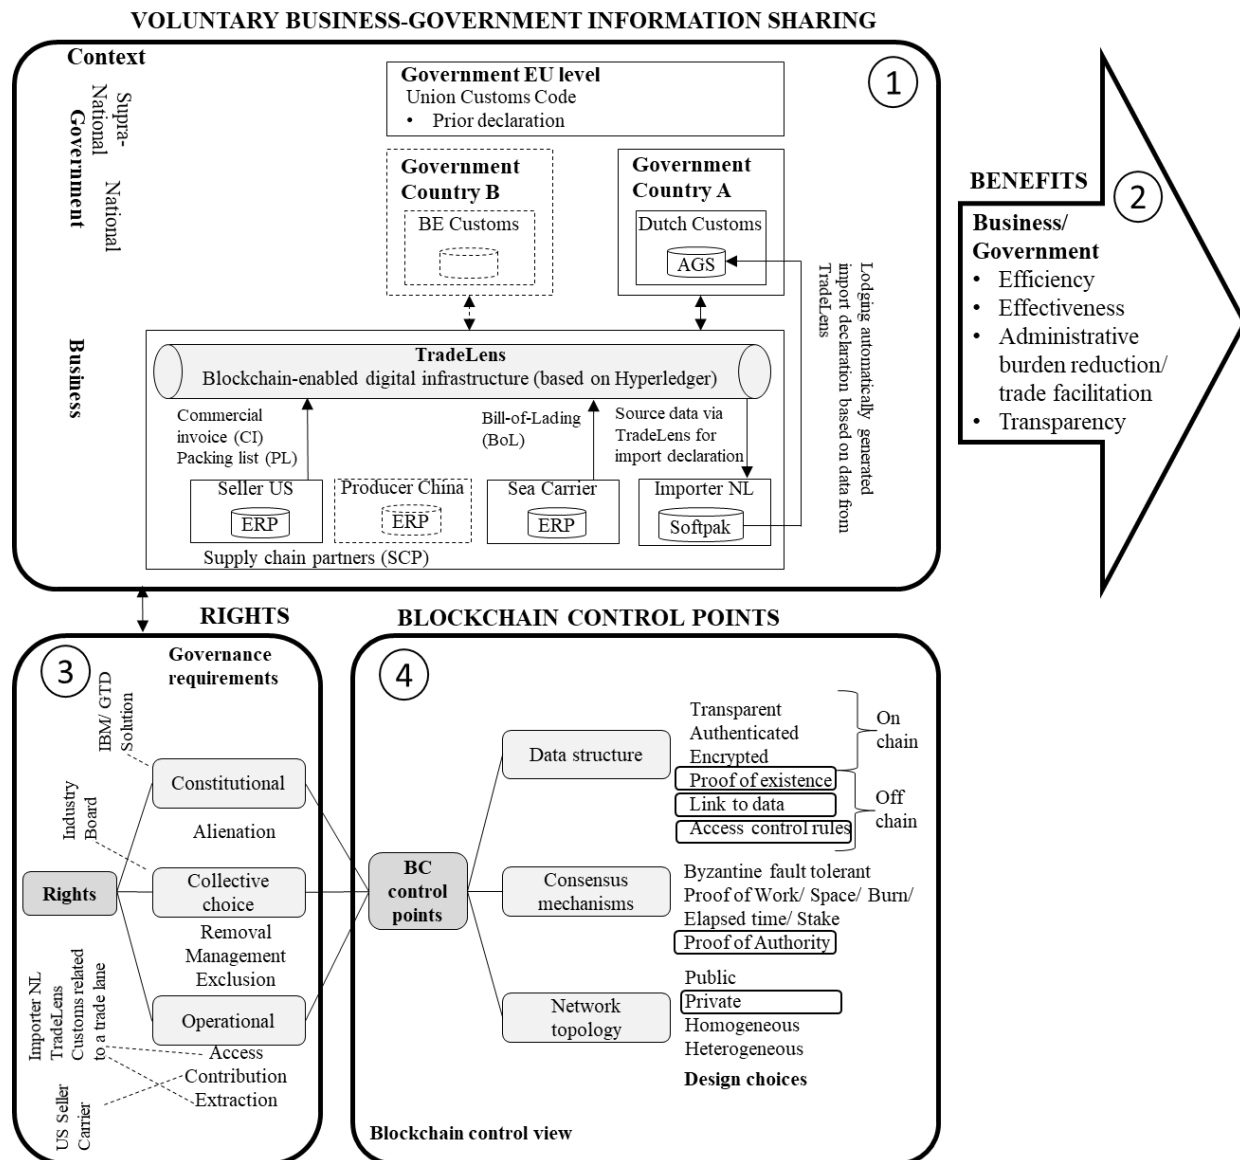 VOLUNTARY BUSINESS-GOVERNMENT INFORMATION SHARING
Context
1
Supra-
National
Government
National
Business
Government EU level
Union Customs Code
• Prior declaration
Government
Country B
BE Customs
Government
Country A
Dutch Customs
AGS
Lodging automatically generated
import declaration based on data from
TradeLens
TradeLens
Blockchain-enabled digital infrastructure (based on Hyperledger)
Commercial
invoice (CI)
Packing list (PL)
Bill-of-Lading
(BoL)
Source data via
TradeLens for
import declaration
Seller US
ERP
Producer China
ERP
Sea Carrier
ERP
Importer NL
Softpak
Supply chain partners (SCP)
BENEFITS
2
Business/
Government
• Efficiency
• Effectiveness
• Administrative
burden reduction/
trade facilitation
• Transparency
RIGHTS
3
Governance
requirements
IBM/ GTD
Solution
Constitutional
Alienation
Industry
Board
Rights
Collective
choice
Removal
Management
Exclusion
Operational
Importer NL
TradeLens
Customs related
to a trade lane
Access
Contribution
Extraction
US Seller
Carrier
BLOCKCHAIN CONTROL POINTS
4
BC
control
points
Data structure
Transparent
Authenticated
Encrypted
Proof of existence
Link to data
Access control rules
On
chain
Off
chain
Consensus
mechanisms
Byzantine fault tolerant
Proof of Work/ Space/ Burn/
Elapsed time/ Stake
Proof of Authority
Network
topology
Public
Private
Homogeneous
Heterogeneous
Design choices
Blockchain control view